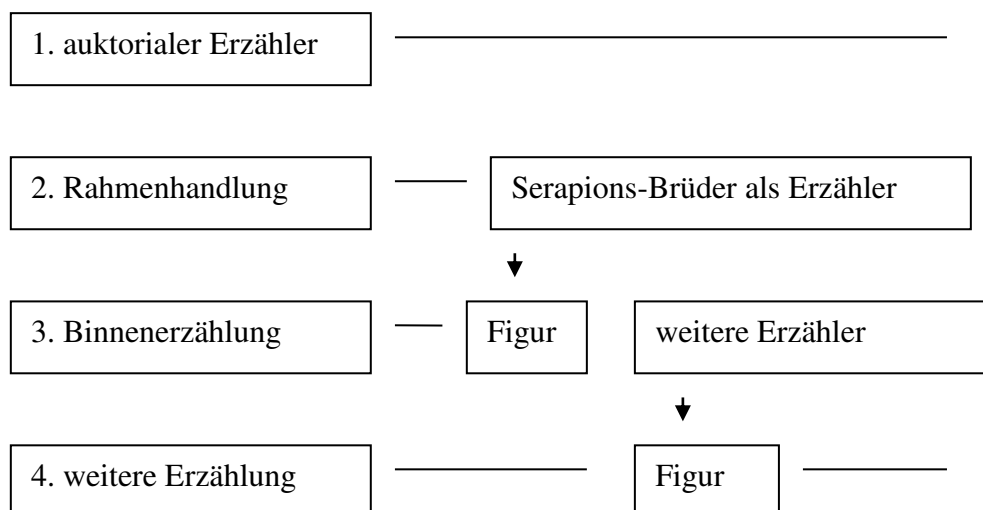 1. auktorialer Erzähler
2. Rahmenhandlung Serapions-Brüder als Erzähler
3. Binnenerzählung Figur weitere Erzähler
4. weitere Erzählung Figur